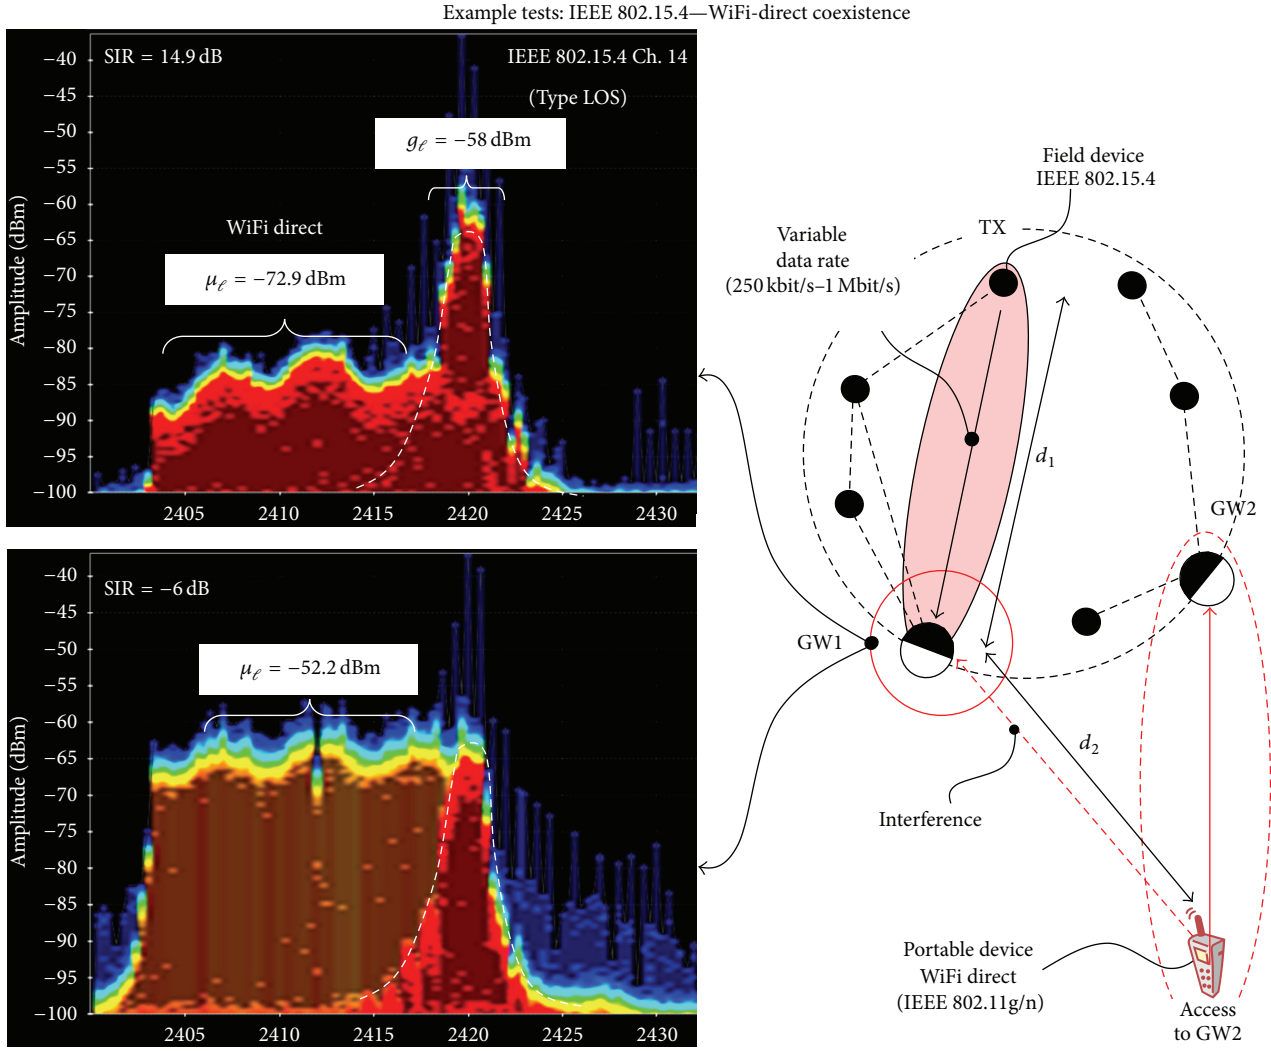 Example tests: IEEE 802.15.4—WiFi-direct coexistence
SIR = 14.9 dB
IEEE 802.15.4 Ch. 14
(Type LOS)
gℓ = −58 dBm
WiFi direct
μℓ = −72.9 dBm
Amplitude (dBm)
−40
−45
−50
−55
−60
−65
−70
−75
−80
−85
−90
−95
−100
2405 2410 2415 2420 2425 2430
SIR = −6 dB
μℓ = −52.2 dBm
Amplitude (dBm)
−40
−45
−50
−55
−60
−65
−70
−75
−80
−85
−90
−95
−100
2405 2410 2415 2420 2425 2430
Field device
IEEE 802.15.4
TX
Variable
data rate
(250 kbit/s–1 Mbit/s)
d1
GW2
GW1
d2
Interference
Portable device
WiFi direct
(IEEE 802.11g/n)
Access
to GW2